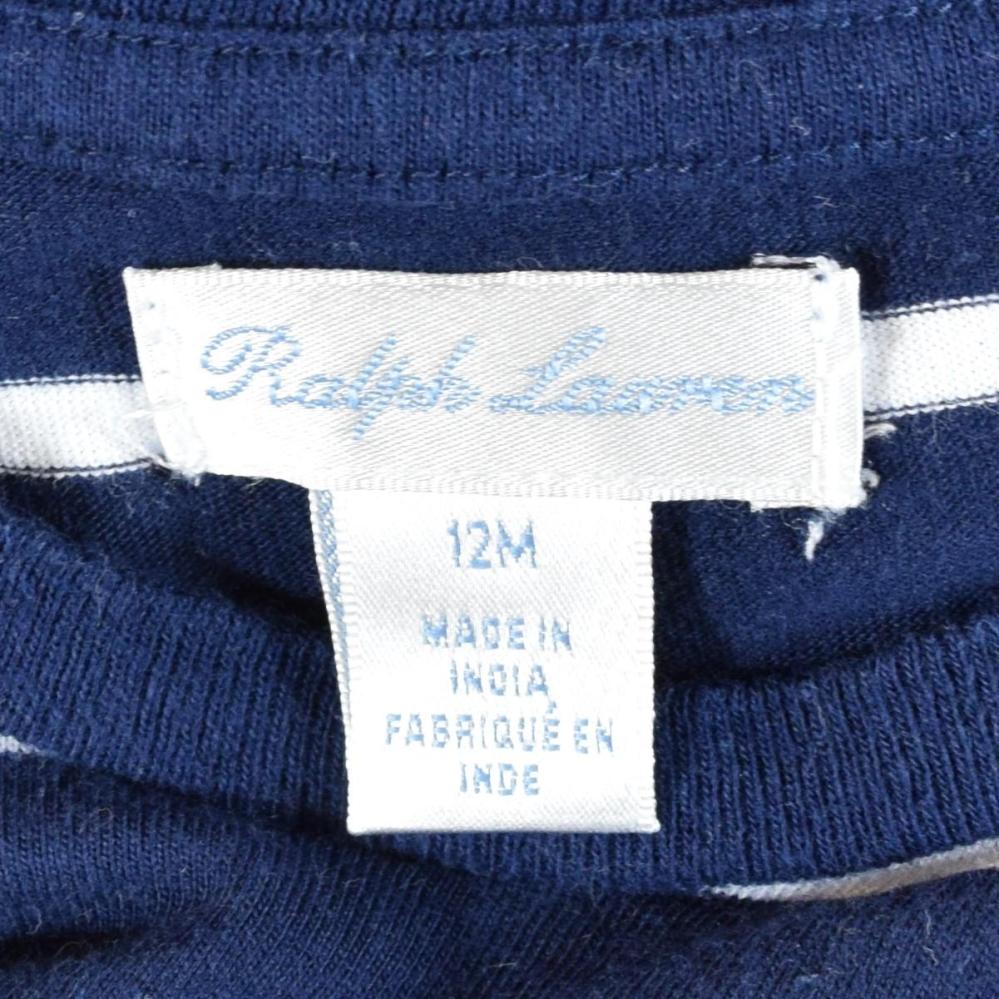 Ralph Lauren
12M
MADE IN
INDIA
FABRIQUÉ EN
INDE